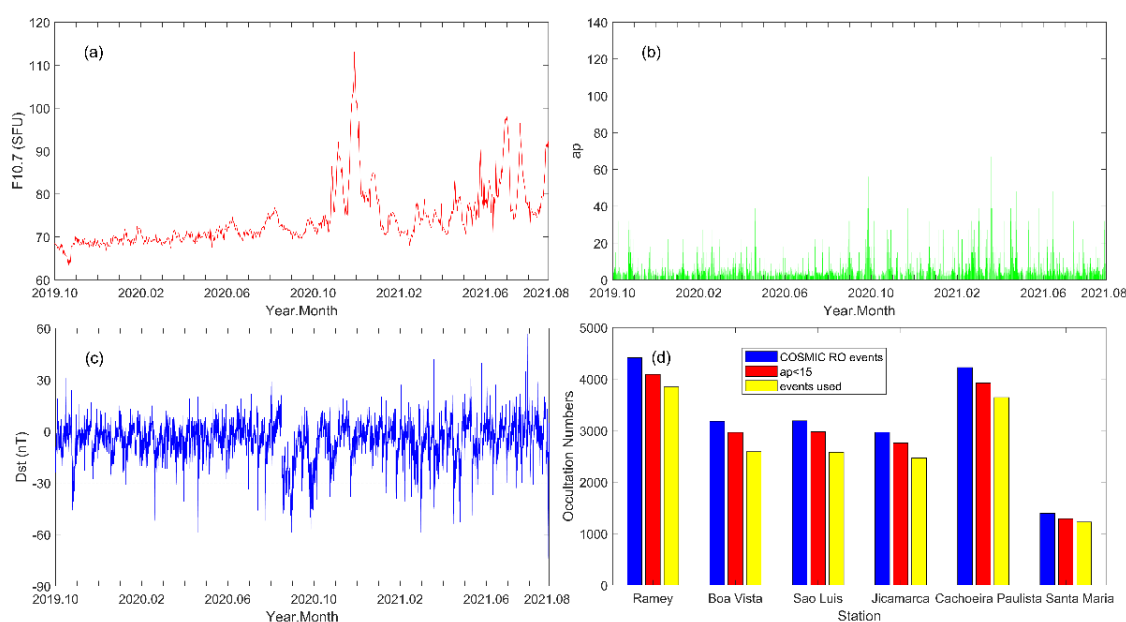 (a)
F10.7 (SFU)
120
110
100
90
80
70
60
2019.10 2020.02 2020.06 2020.10 2021.02 2021.06 2021.08
Year.Month
(b)
ap
140
120
100
80
60
40
20
0
2019.10 2020.02 2020.06 2020.10 2021.02 2021.06 2021.08
Year.Month
(c)
Dst (nT)
60
30
0
-30
-60
-90
2019.10 2020.02 2020.06 2020.10 2021.02 2021.06 2021.08
Year.Month
(d)
COSMIC RO events
ap<15
events used
Occultation Numbers
5000
4000
3000
2000
1000
0
Ramey Boa Vista Sao Luis Jicamarca Cachoeira Paulista Santa Maria
Station